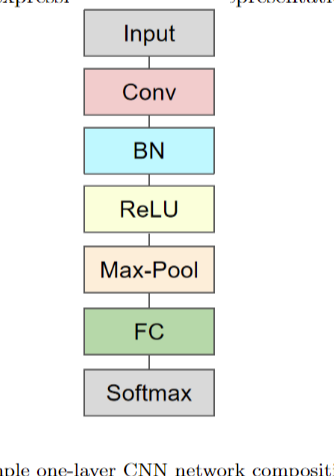 Input
Conv
BN
ReLU
Max-Pool
FC
Softmax
one-layer CNN network